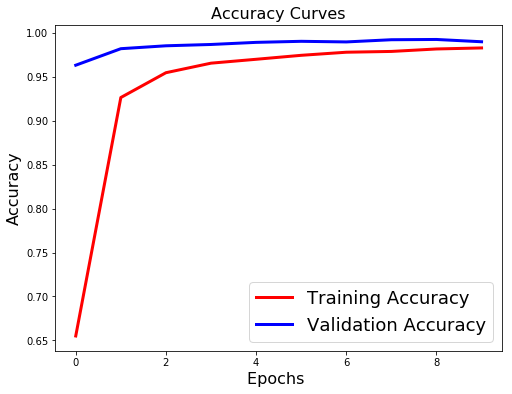 Accuracy Curves
1.00
0.95
0.90
0.85
0.80
0.75
0.70
0.65
Accuracy
Training Accuracy
Validation Accuracy
0 2 4 6 8
Epochs